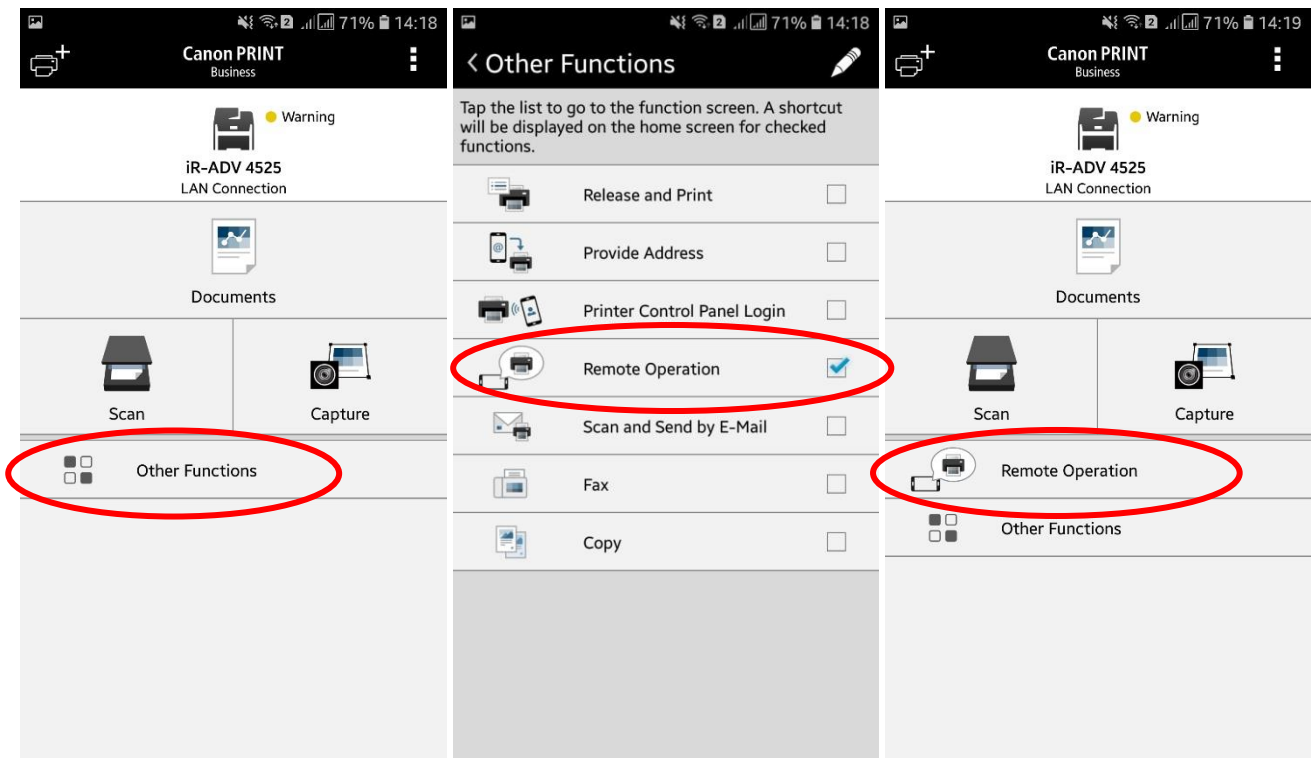 2 71% 14:18
Canon PRINT
Business
Warning
iR-ADV 4525
LAN Connection
Documents
Scan Capture
Other Functions
2 71% 14:18
< Other Functions
Tap the list to go to the function screen. A shortcut
will be displayed on the home screen for checked
functions.
Release and Print
@
Provide Address
Printer Control Panel Login
Remote Operation
Scan and Send by E-Mail
Fax
Copy
2 71% 14:19
Canon PRINT
Business
Warning
iR-ADV 4525
LAN Connection
Documents
Scan Capture
Remote Operation
Other Functions